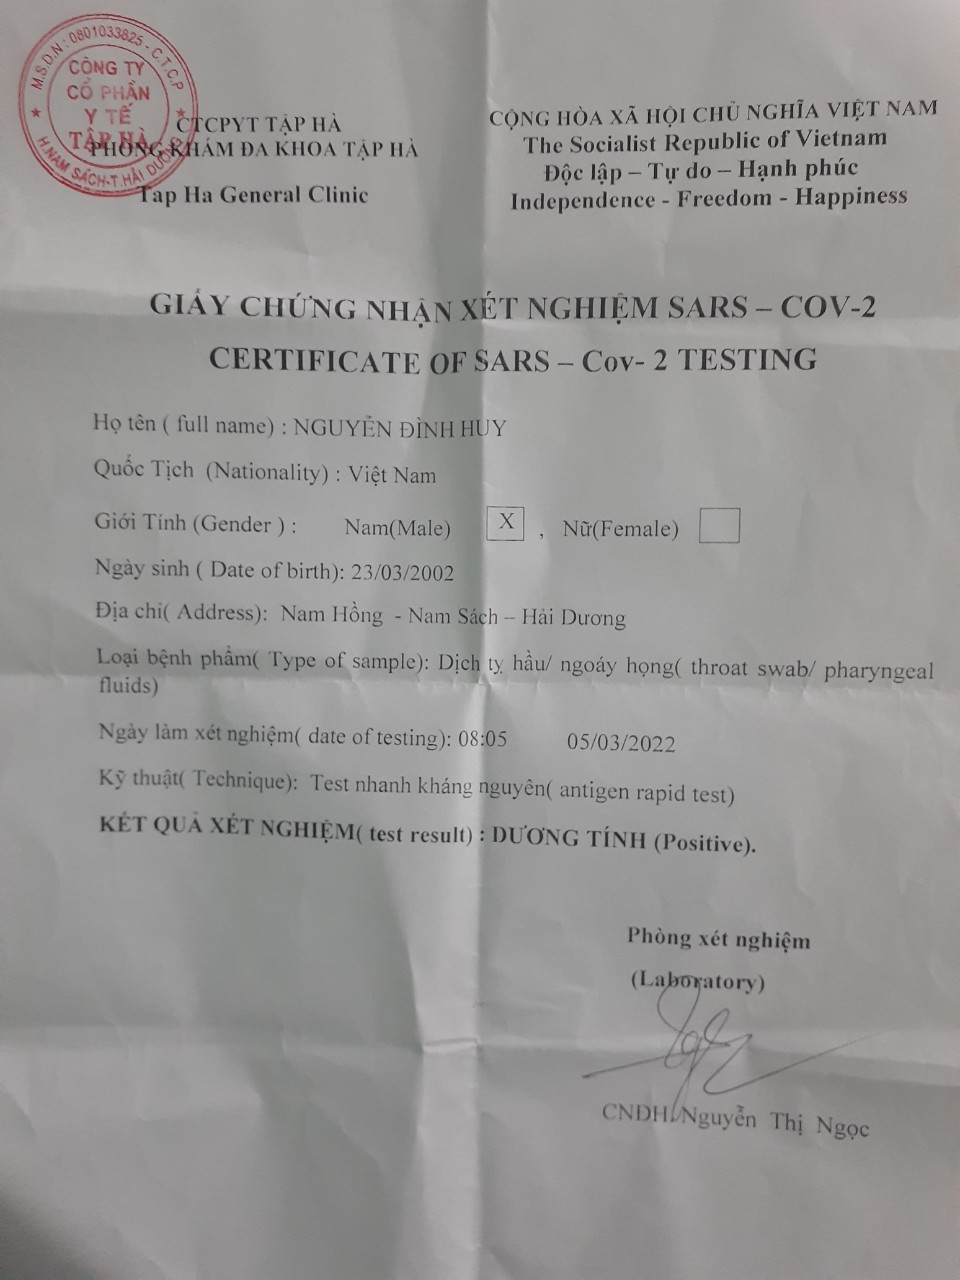 M.S.D.N: 0801033825 - C.T.C.P
CÔNG TY
CỔ PHẦN
Y TẾ
TẬP HÀ
H.NAM SÁCH-T.HẢI DƯƠNG
CTCPYT TẬP HÀ
PHÒNG KHÁM ĐA KHOA TẬP HÀ
Tap Ha General Clinic
CỘNG HÒA XÃ HỘI CHỦ NGHĨA VIỆT NAM
The Socialist Republic of Vietnam
Độc lập – Tự do – Hạnh phúc
Independence - Freedom - Happiness
GIẤY CHỨNG NHẬN XÉT NGHIỆM SARS – COV-2
CERTIFICATE OF SARS – Cov- 2 TESTING
Họ tên ( full name) : NGUYỄN ĐÌNH HUY
Quốc Tịch (Nationality) : Việt Nam
Giới Tính (Gender ) : Nam(Male) X , Nữ(Female)
Ngày sinh ( Date of birth): 23/03/2002
Địa chỉ( Address): Nam Hồng - Nam Sách – Hải Dương
Loại bệnh phẩm( Type of sample): Dịch tỵ hầu/ ngoáy họng( throat swab/ pharyngeal
fluids)
Ngày làm xét nghiệm( date of testing): 08:05 05/03/2022
Kỹ thuật( Technique): Test nhanh kháng nguyên( antigen rapid test)
KẾT QUẢ XÉT NGHIỆM( test result) : DƯƠNG TÍNH (Positive).
Phòng xét nghiệm
(Laboratory)
CNĐH. Nguyễn Thị Ngọc